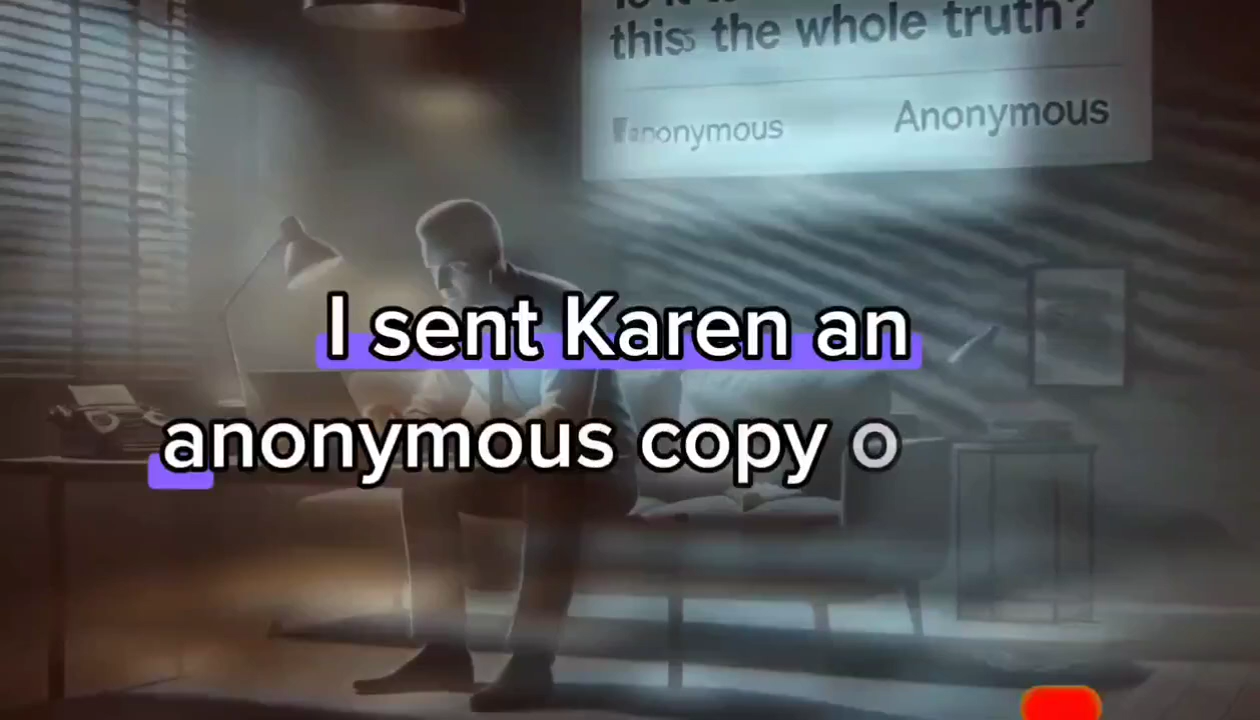 this the whole truth?
anonymous
Anonymous
I sent Karen an
anonymous copy o